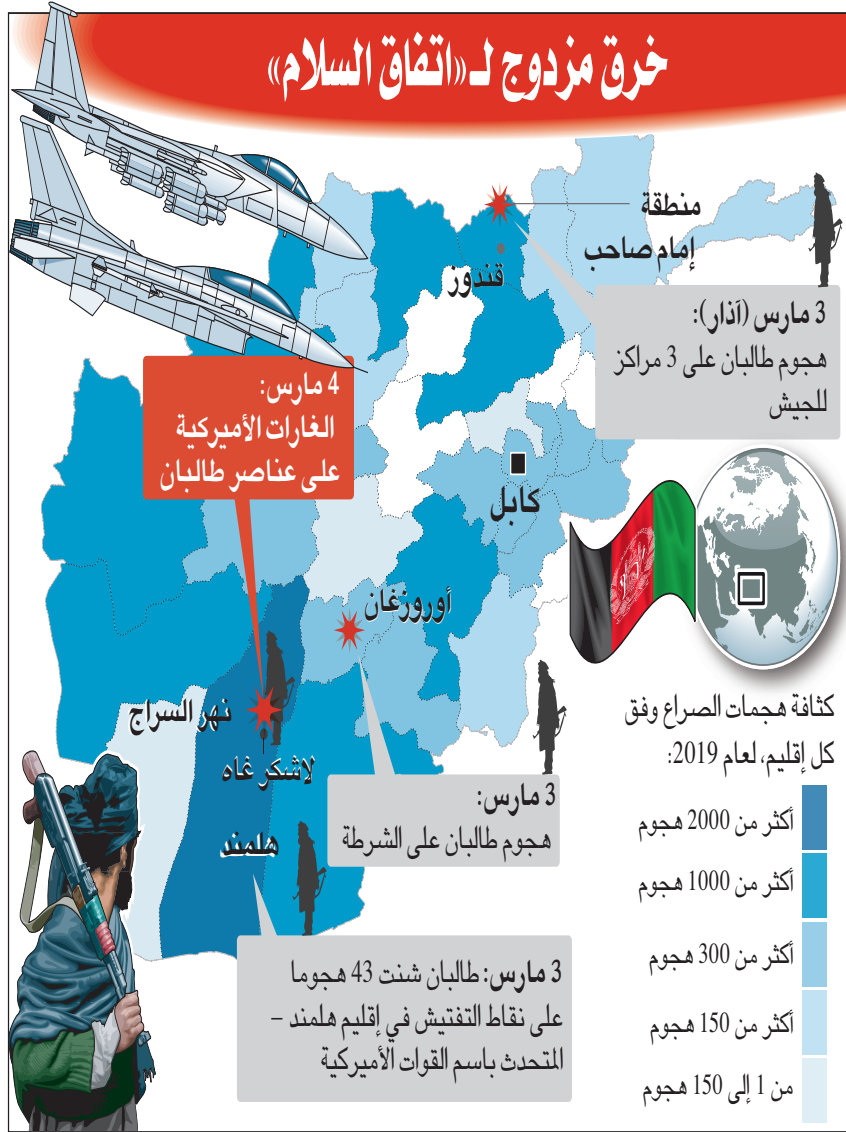 خرق مزدوج لـ«اتفاق السلام»
منطقة
إمام صاحب
قندوز
3 مارس (آذار):
هجوم طالبان على 3 مراكز
للجيش
4 مارس:
الغارات الأميركية
على عناصر طالبان
كابل
أوروزغان
نهر السراج
لاشكر غاه
هلمند
3 مارس:
هجوم طالبان على الشرطة
3 مارس: طالبان شنت 43 هجوما
على نقاط التفتيش في إقليم هلمند –
المتحدث باسم القوات الأميركية
كثافة هجمات الصراع وفق
كل إقليم، لعام 2019:
أكثر من 2000 هجوم
أكثر من 1000 هجوم
أكثر من 300 هجوم
أكثر من 150 هجوم
من 1 إلى 150 هجوم